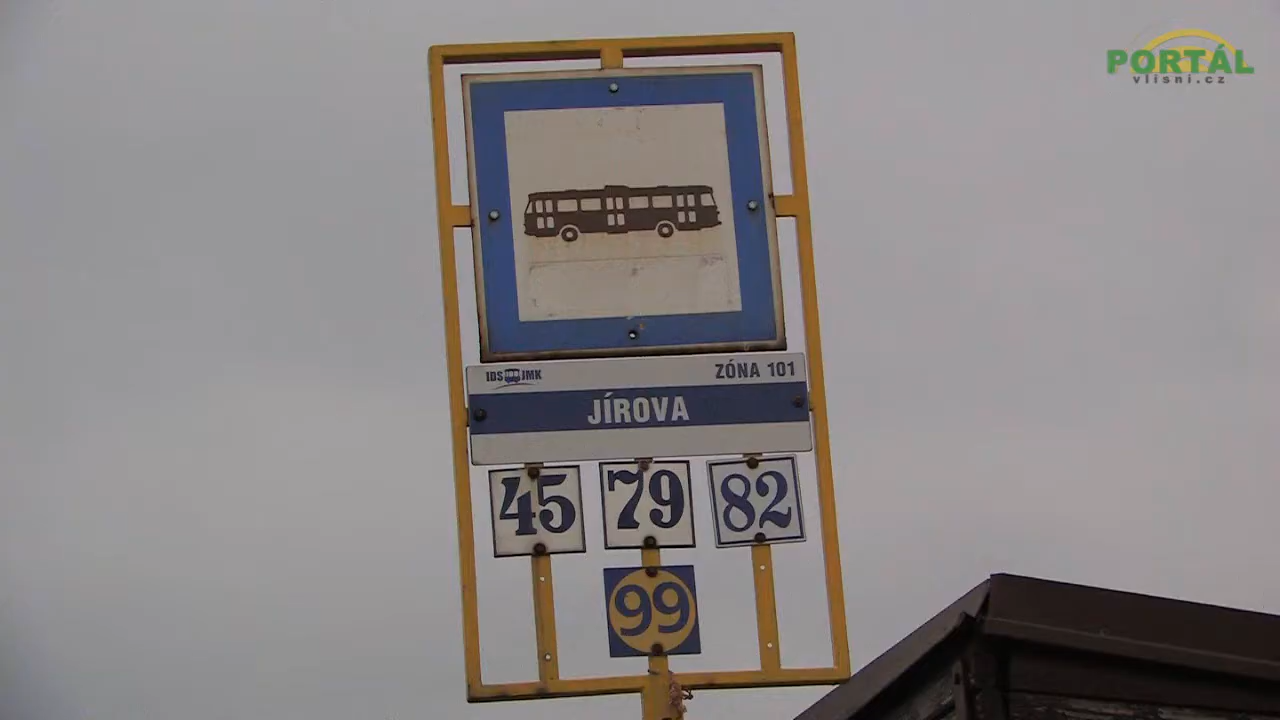 PORTÁL
vlisni.cz
IDS JMK ZÓNA 101
JÍROVA
45 79 82
99